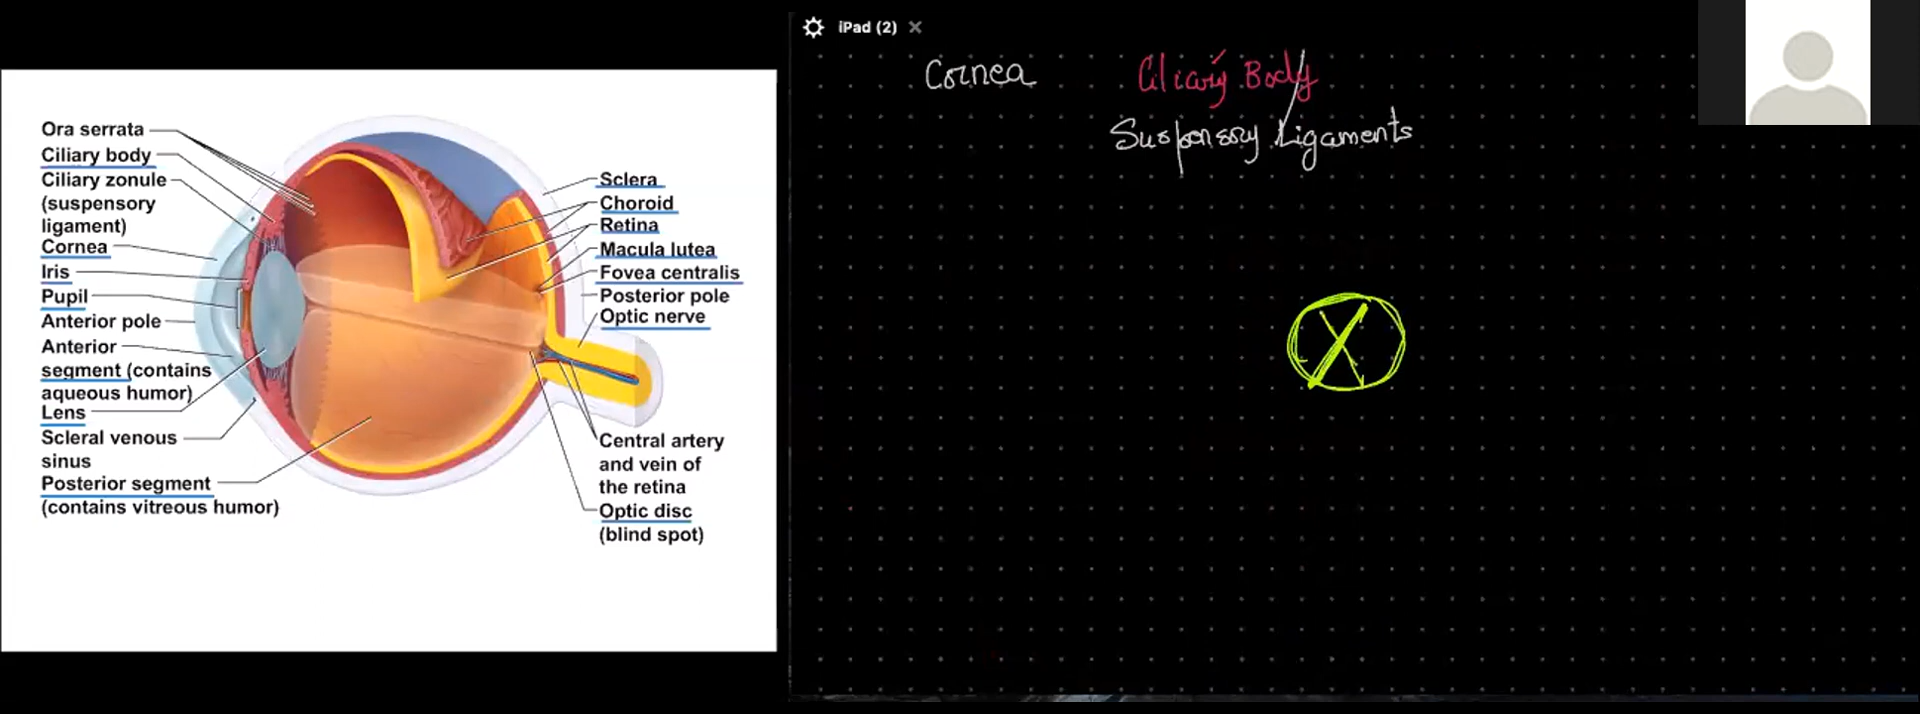 iPad (2)
Cornea
Ciliary Body
Suspensory Ligaments
Ora serrata
Ciliary body
Ciliary zonule
(suspensory
ligament)
Cornea
Iris
Pupil
Anterior pole
Anterior
segment (contains
aqueous humor)
Lens
Scleral venous
sinus
Posterior segment
(contains vitreous humor)
Sclera
Choroid
Retina
Macula lutea
Fovea centralis
Posterior pole
Optic nerve
Central artery
and vein of
the retina
Optic disc
(blind spot)